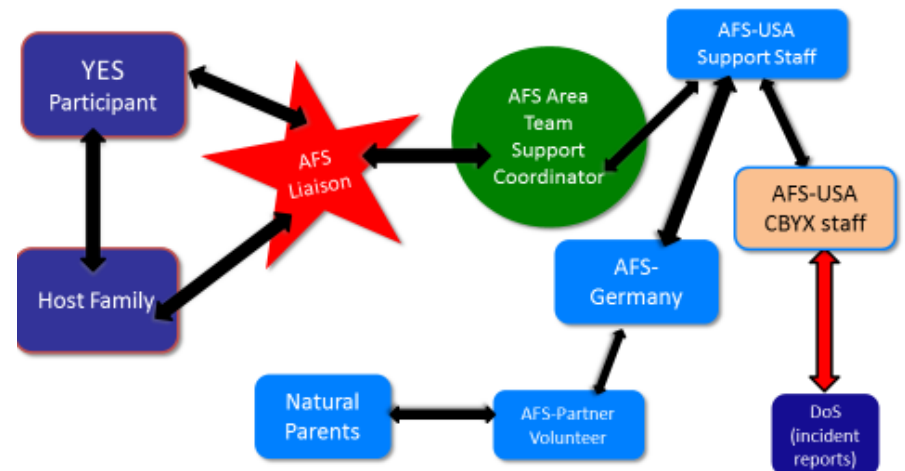 YES
Participant
AFS
Liaison
AFS Area
Team
Support
Coordinator
AFS-USA
Support Staff
AFS-USA
CBYX staff
Host Family
AFS-
Germany
Natural
Parents
AFS-Partner
Volunteer
DoS
(incident
reports)